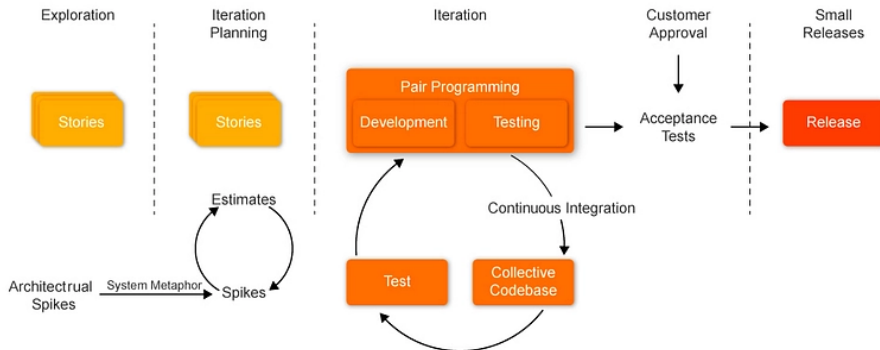 Exploration
Iteration
Planning
Iteration
Customer
Approval
Small
Releases
Stories
Stories
Pair Programming
Development
Testing
Acceptance
Tests
Release
Estimates
Continuous Integration
Architectrual
Spikes
System Metaphor
Spikes
Test
Collective
Codebase